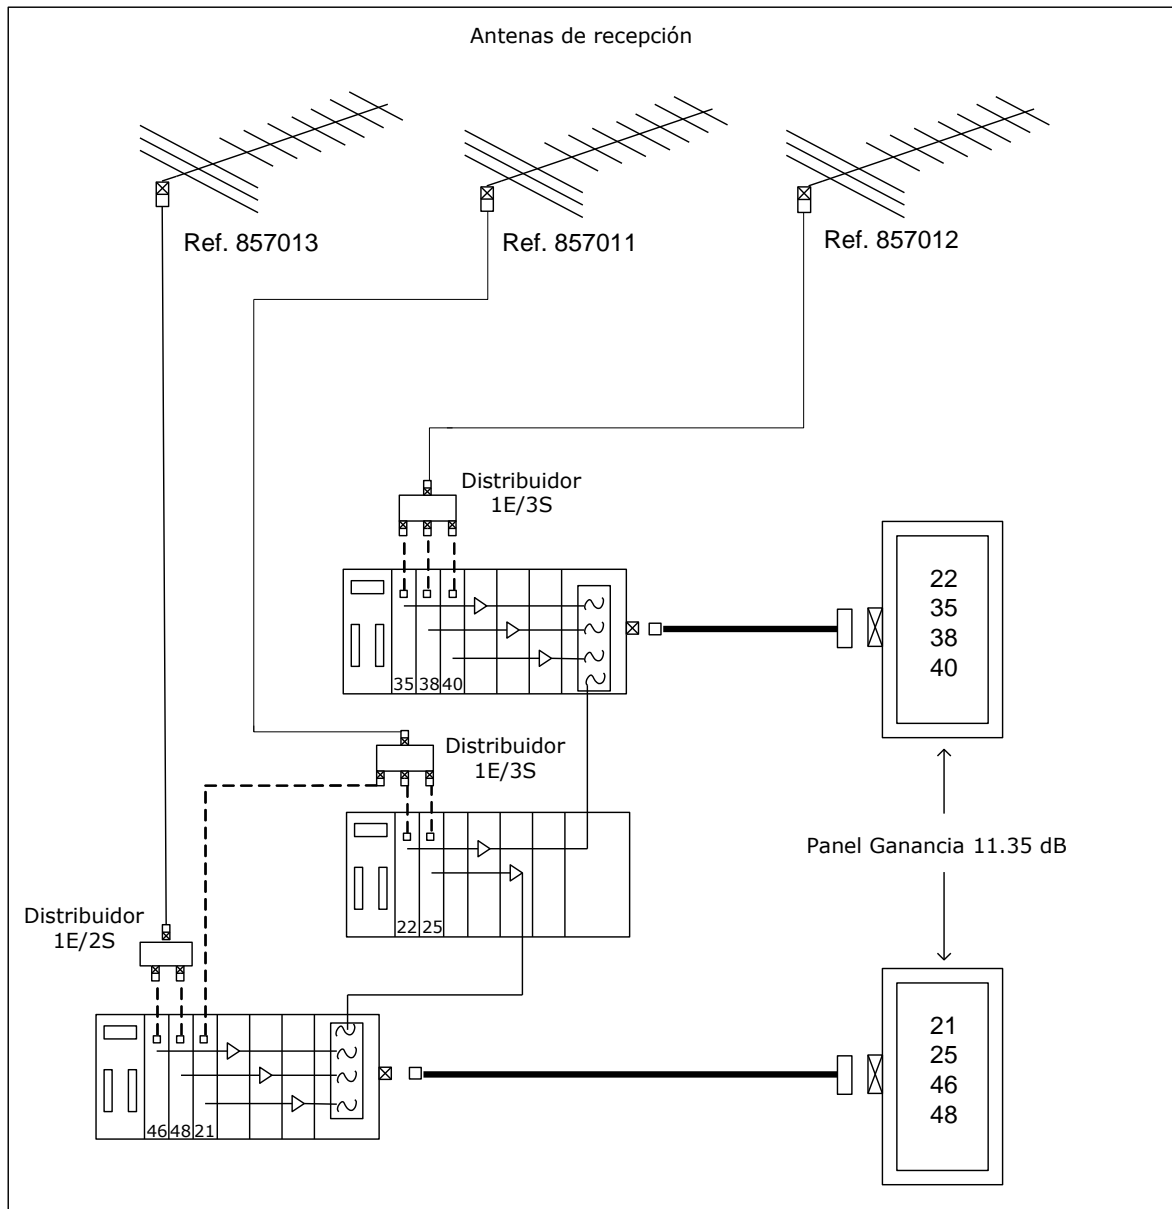 Antenas de recepción
Ref. 857013
Ref. 857011
Ref. 857012
Distribuidor
1E/3S
35 38 40
22
35
38
40
Distribuidor
1E/3S
22 25
Panel Ganancia 11.35 dB
Distribuidor
1E/2S
46 48 21
21
25
46
48